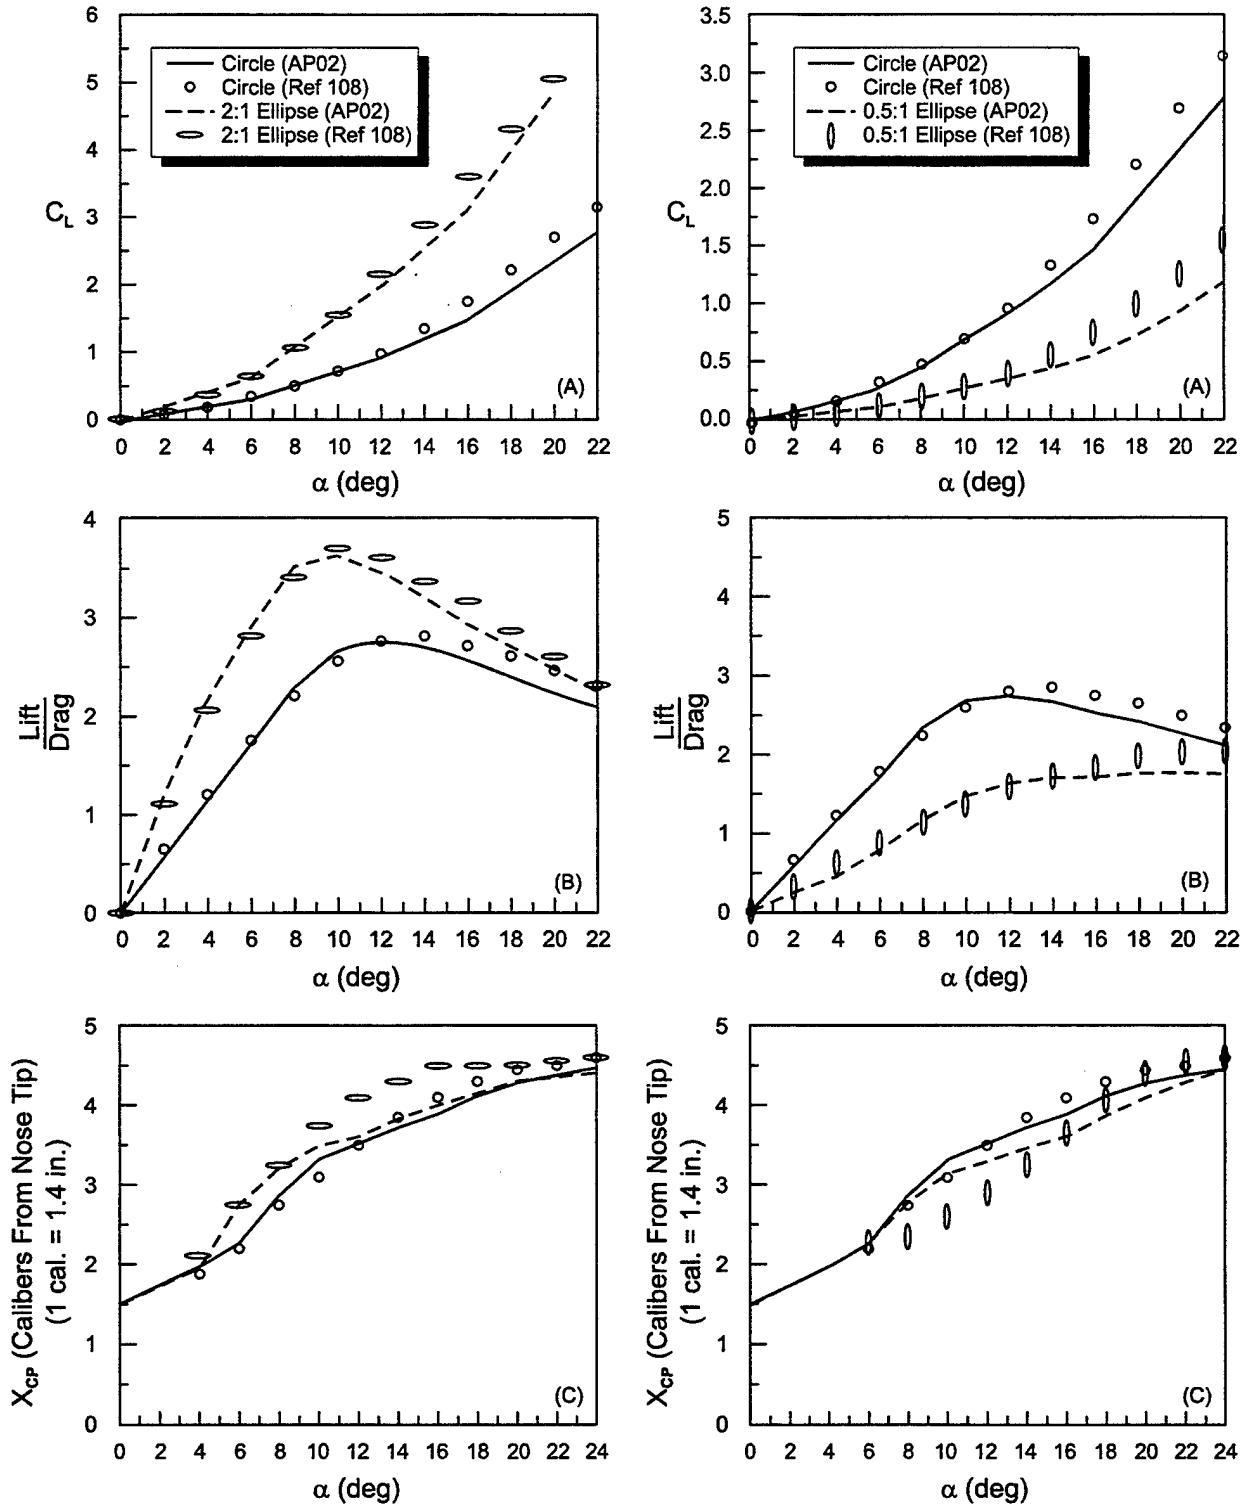 6
5
4
3
2
1
0
C_L
Circle (AP02)
Circle (Ref 108)
2:1 Ellipse (AP02)
2:1 Ellipse (Ref 108)
(A)
0 2 4 6 8 10 12 14 16 18 20 22
α (deg)
3.5
3.0
2.5
2.0
1.5
1.0
0.5
0.0
C_L
Circle (AP02)
Circle (Ref 108)
0.5:1 Ellipse (AP02)
0.5:1 Ellipse (Ref 108)
(A)
0 2 4 6 8 10 12 14 16 18 20 22
α (deg)
4
3
2
1
0
Lift
Drag
(B)
0 2 4 6 8 10 12 14 16 18 20 22
α (deg)
5
4
3
2
1
0
Lift
Drag
(B)
0 2 4 6 8 10 12 14 16 18 20 22
α (deg)
5
4
3
2
1
0
X_CP (Calibers From Nose Tip)
(1 cal. = 1.4 in.)
(C)
0 2 4 6 8 10 12 14 16 18 20 22 24
α (deg)
5
4
3
2
1
0
X_CP (Calibers From Nose Tip)
(1 cal. = 1.4 in.)
(C)
0 2 4 6 8 10 12 14 16 18 20 22 24
α (deg)